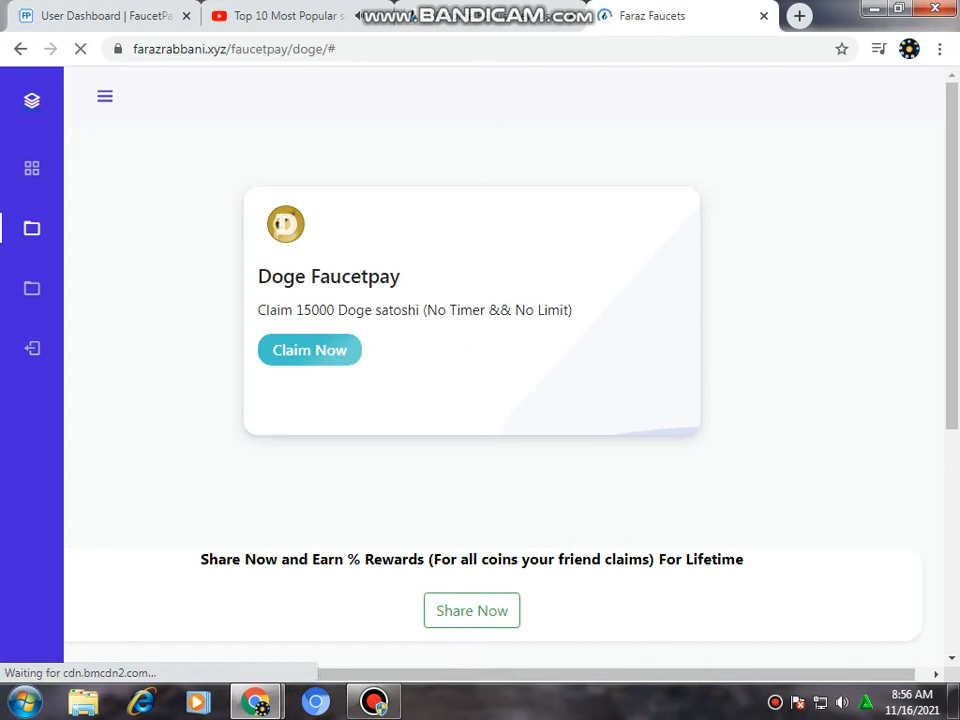 User Dashboard | FaucetPa
Top 10 Most Popular s
WWW.BANDICAM.COM
Faraz Faucets
farazrabbani.xyz/faucetpay/doge/#
Doge Faucetpay
Claim 15000 Doge satoshi (No Timer && No Limit)
Claim Now
Share Now and Earn % Rewards (For all coins your friend claims) For Lifetime
Share Now
Waiting for cdn.bmcdn2.com...
8:56 AM
11/16/2021